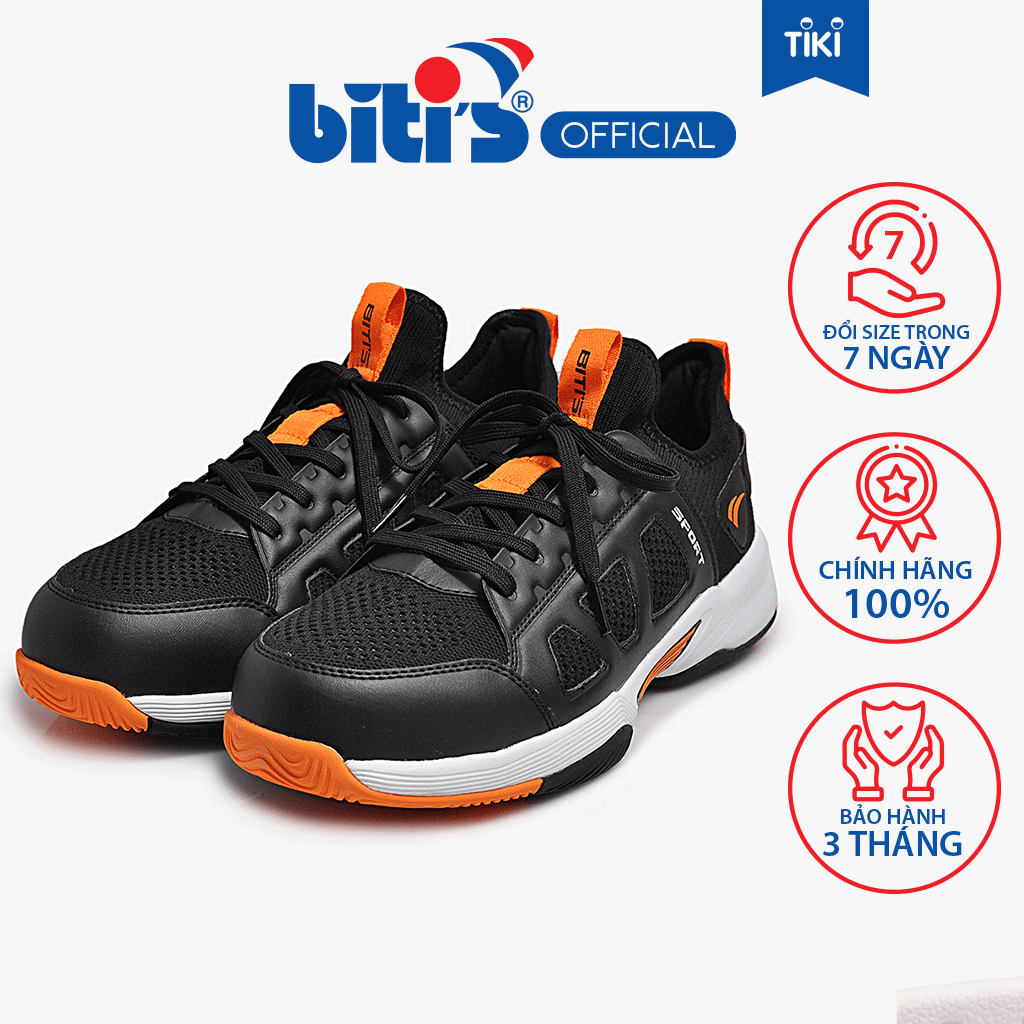 TiKi
biti's®
OFFICIAL
7
ĐỔI SIZE TRONG
7 NGÀY
BITI'S
BITI'S
SPORT
CHÍNH HÃNG
100%
BẢO HÀNH
3 THÁNG